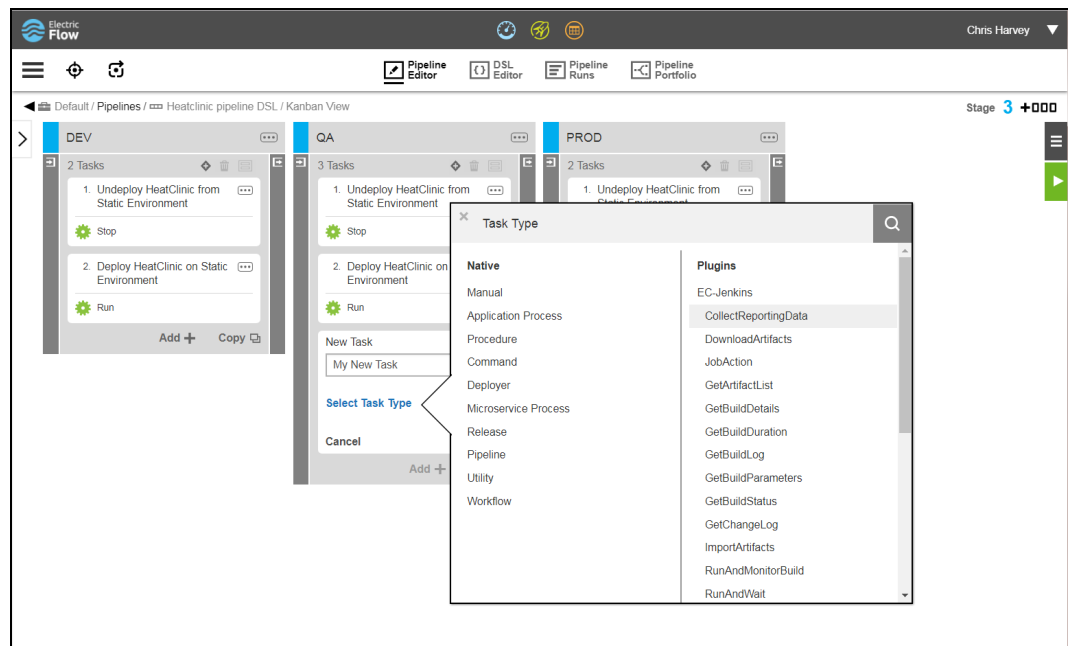 Electric
Flow
Chris Harvey
Pipeline
Editor
DSL
Editor
Pipeline
Runs
Pipeline
Portfolio
Default / Pipelines / Heatclinic pipeline DSL / Kanban View
Stage 3
DEV
2 Tasks
1. Undeploy HeatClinic from
Static Environment
Stop
2. Deploy HeatClinic on Static
Environment
Run
Add
Copy
QA
3 Tasks
1. Undeploy HeatClinic from
Static Environment
Stop
2. Deploy HeatClinic on
Environment
Run
New Task
My New Task
Select Task Type
Cancel
Add
PROD
2 Tasks
1. Undeploy HeatClinic from
Static Environment
Task Type
Native
Manual
Application Process
Procedure
Command
Deployer
Microservice Process
Release
Pipeline
Utility
Workflow
Plugins
EC-Jenkins
CollectReportingData
DownloadArtifacts
JobAction
GetArtifactList
GetBuildDetails
GetBuildDuration
GetBuildLog
GetBuildParameters
GetBuildStatus
GetChangeLog
ImportArtifacts
RunAndMonitorBuild
RunAndWait